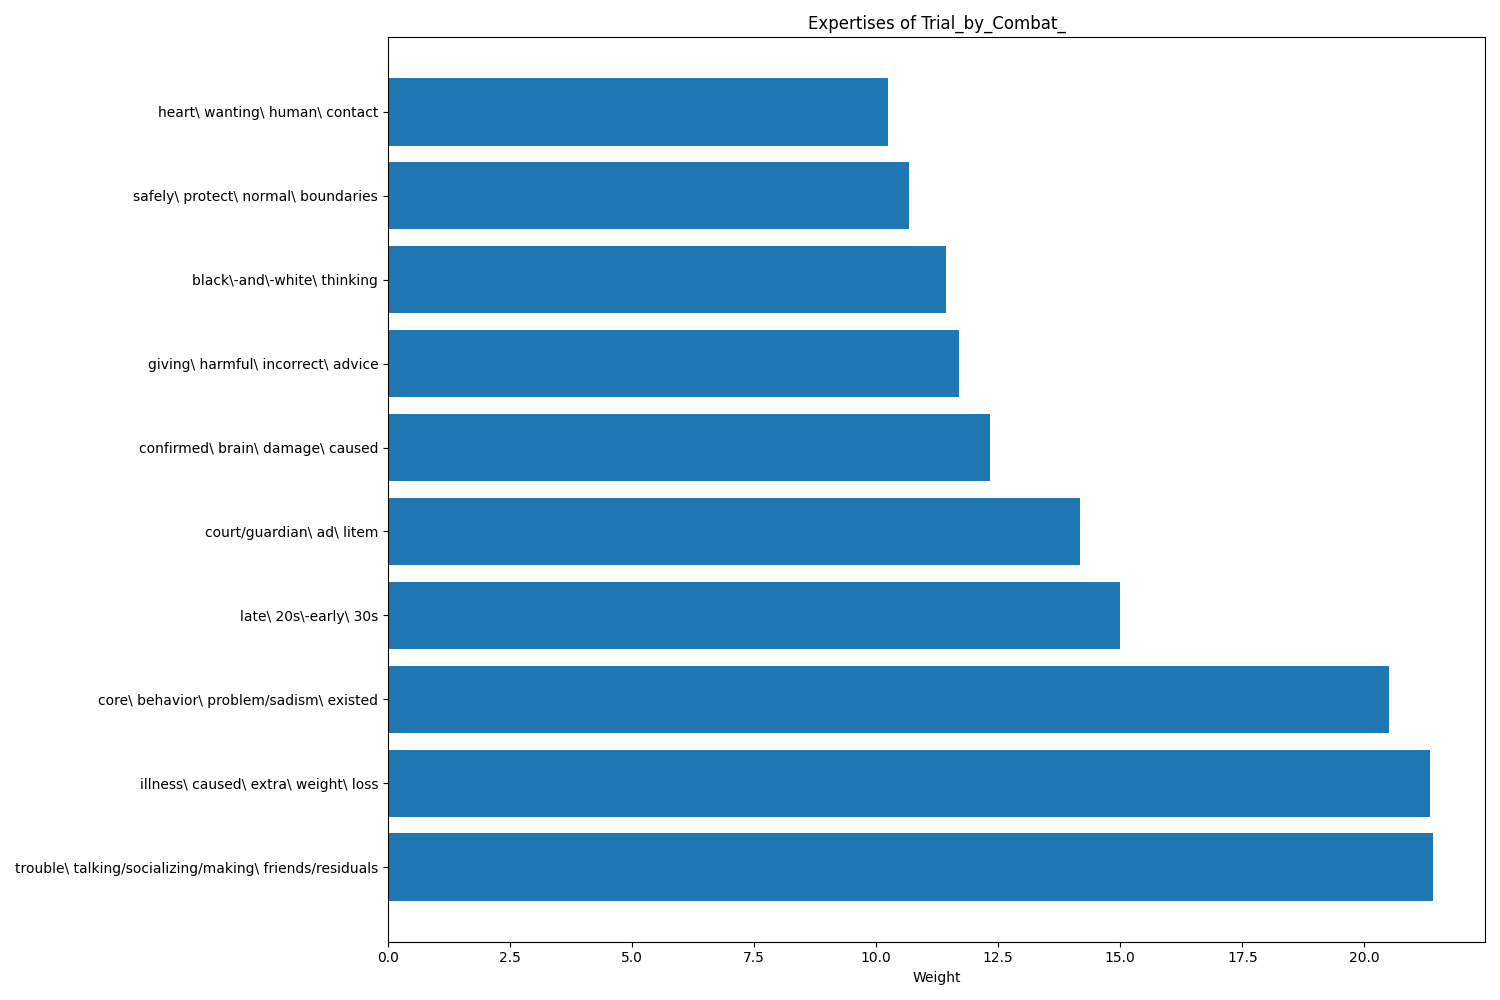 Expertises of Trial_by_Combat_
heart\ wanting\ human\ contact
safely\ protect\ normal\ boundaries
black\-and\-white\ thinking
giving\ harmful\ incorrect\ advice
confirmed\ brain\ damage\ caused
court/guardian\ ad\ litem
late\ 20s\-early\ 30s
core\ behavior\ problem/sadism\ existed
illness\ caused\ extra\ weight\ loss
trouble\ talking/socializing/making\ friends/residuals
0.0 2.5 5.0 7.5 10.0 12.5 15.0 17.5 20.0
Weight